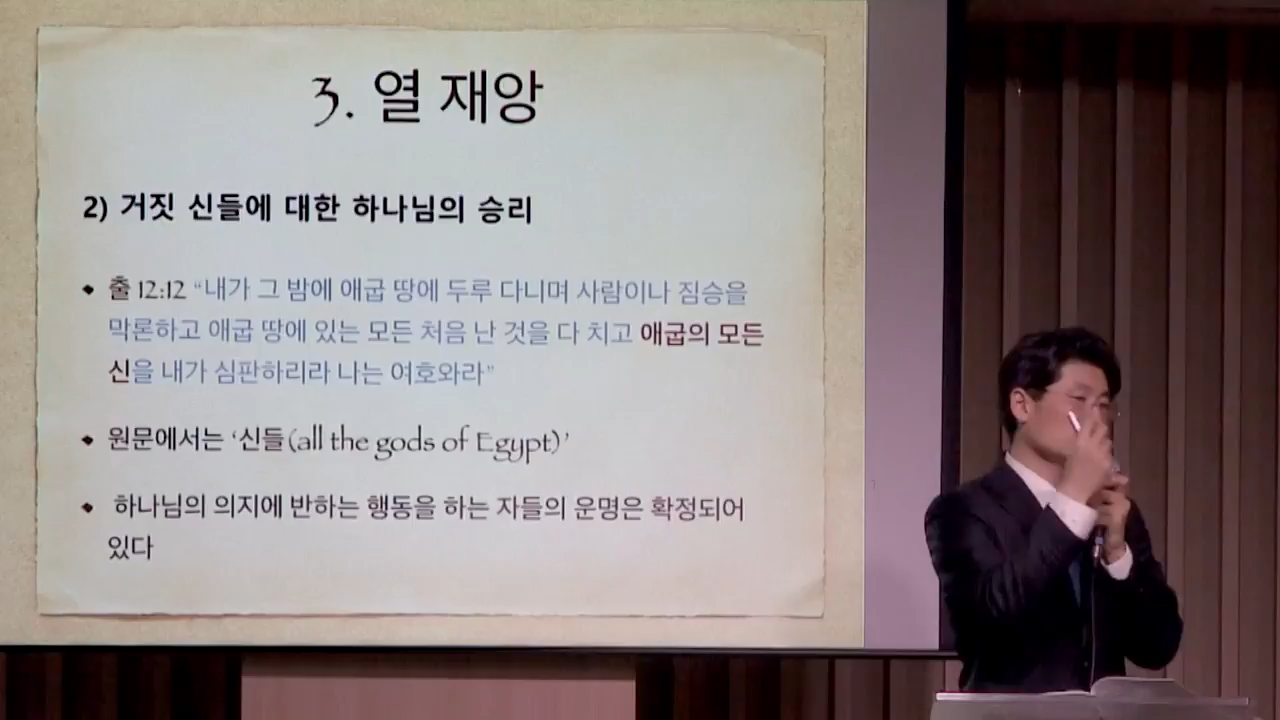 3. 열 재앙
2) 거짓 신들에 대한 하나님의 승리
• 출 12:12 “내가 그 밤에 애굽 땅에 두루 다니며 사람이나 짐승을
막론하고 애굽 땅에 있는 모든 처음 난 것을 다 치고 애굽의 모든
신을 내가 심판하리라 나는 여호와라”
• 원문에서는 ‘신들(all the gods of Egypt)’
• 하나님의 의지에 반하는 행동을 하는 자들의 운명은 확정되어
있다